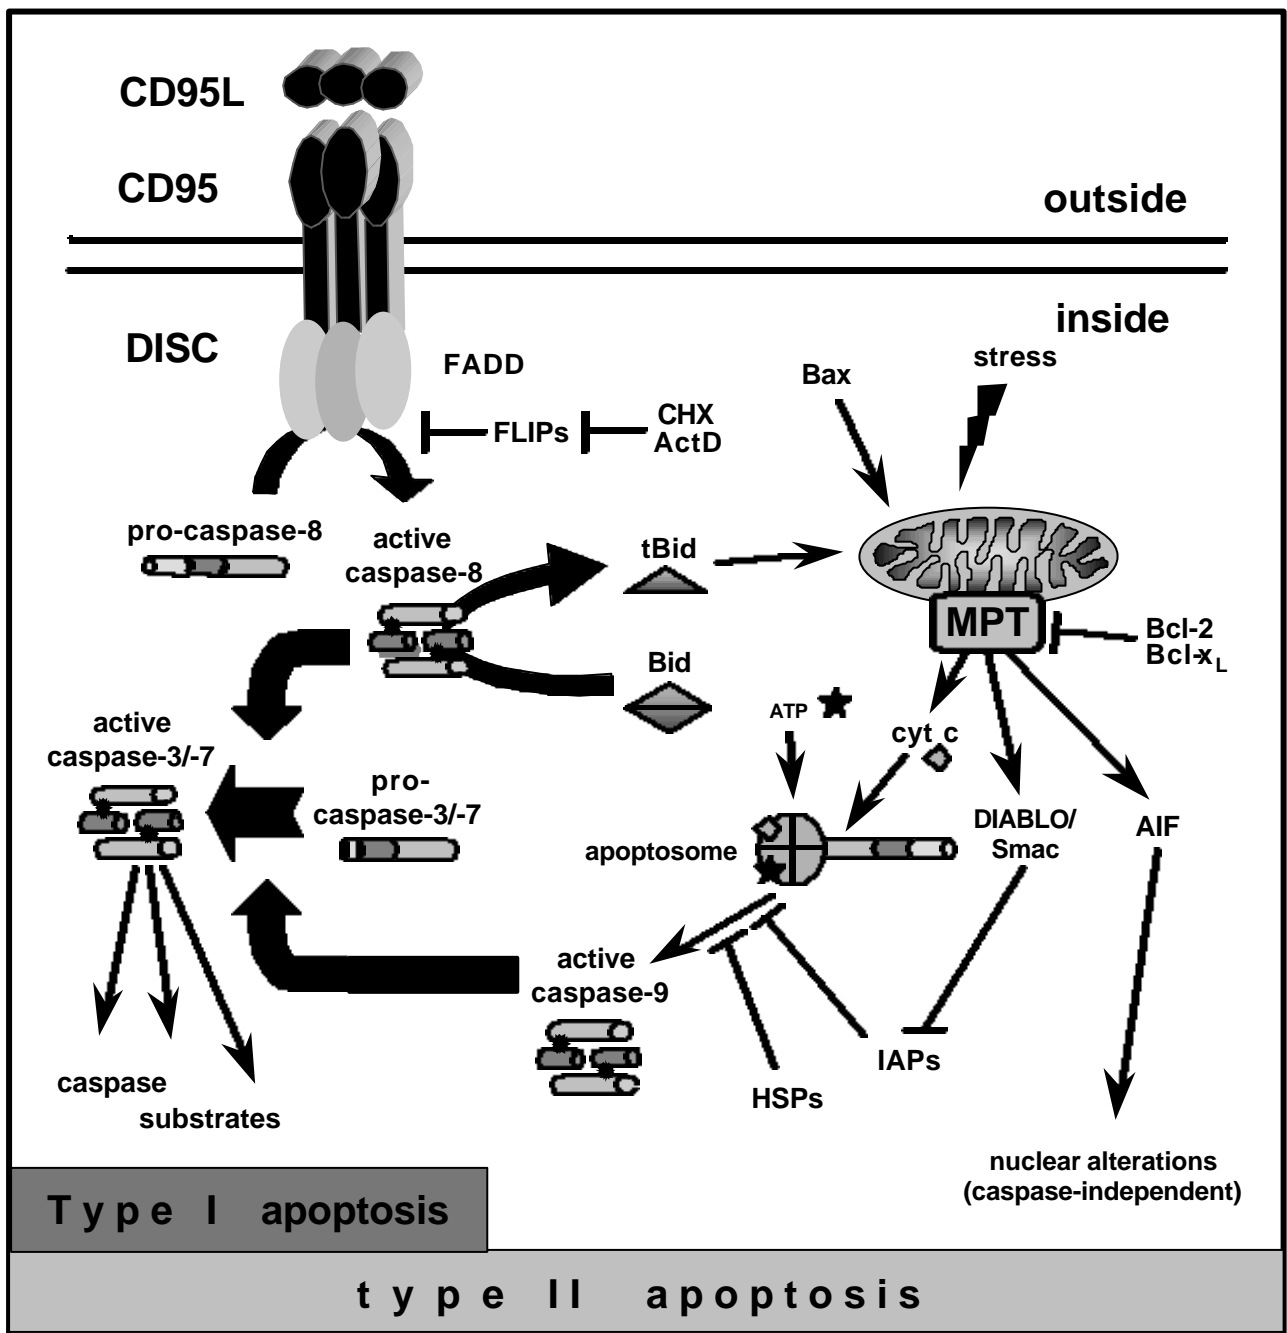 CD95L
CD95
outside
inside
DISC
FADD
stress
Bax
CHX
ActD
FLIPs
pro-caspase-8
active
caspase-8
tBid
MPT
Bcl-2
Bcl-xL
Bid
ATP
cyt c
active
caspase-3/-7
pro-
caspase-3/-7
DIABLO/
Smac
AIF
apoptosome
active
caspase-9
IAPs
HSPs
caspase
substrates
nuclear alterations
(caspase-independent)
Type I apoptosis
type II apoptosis